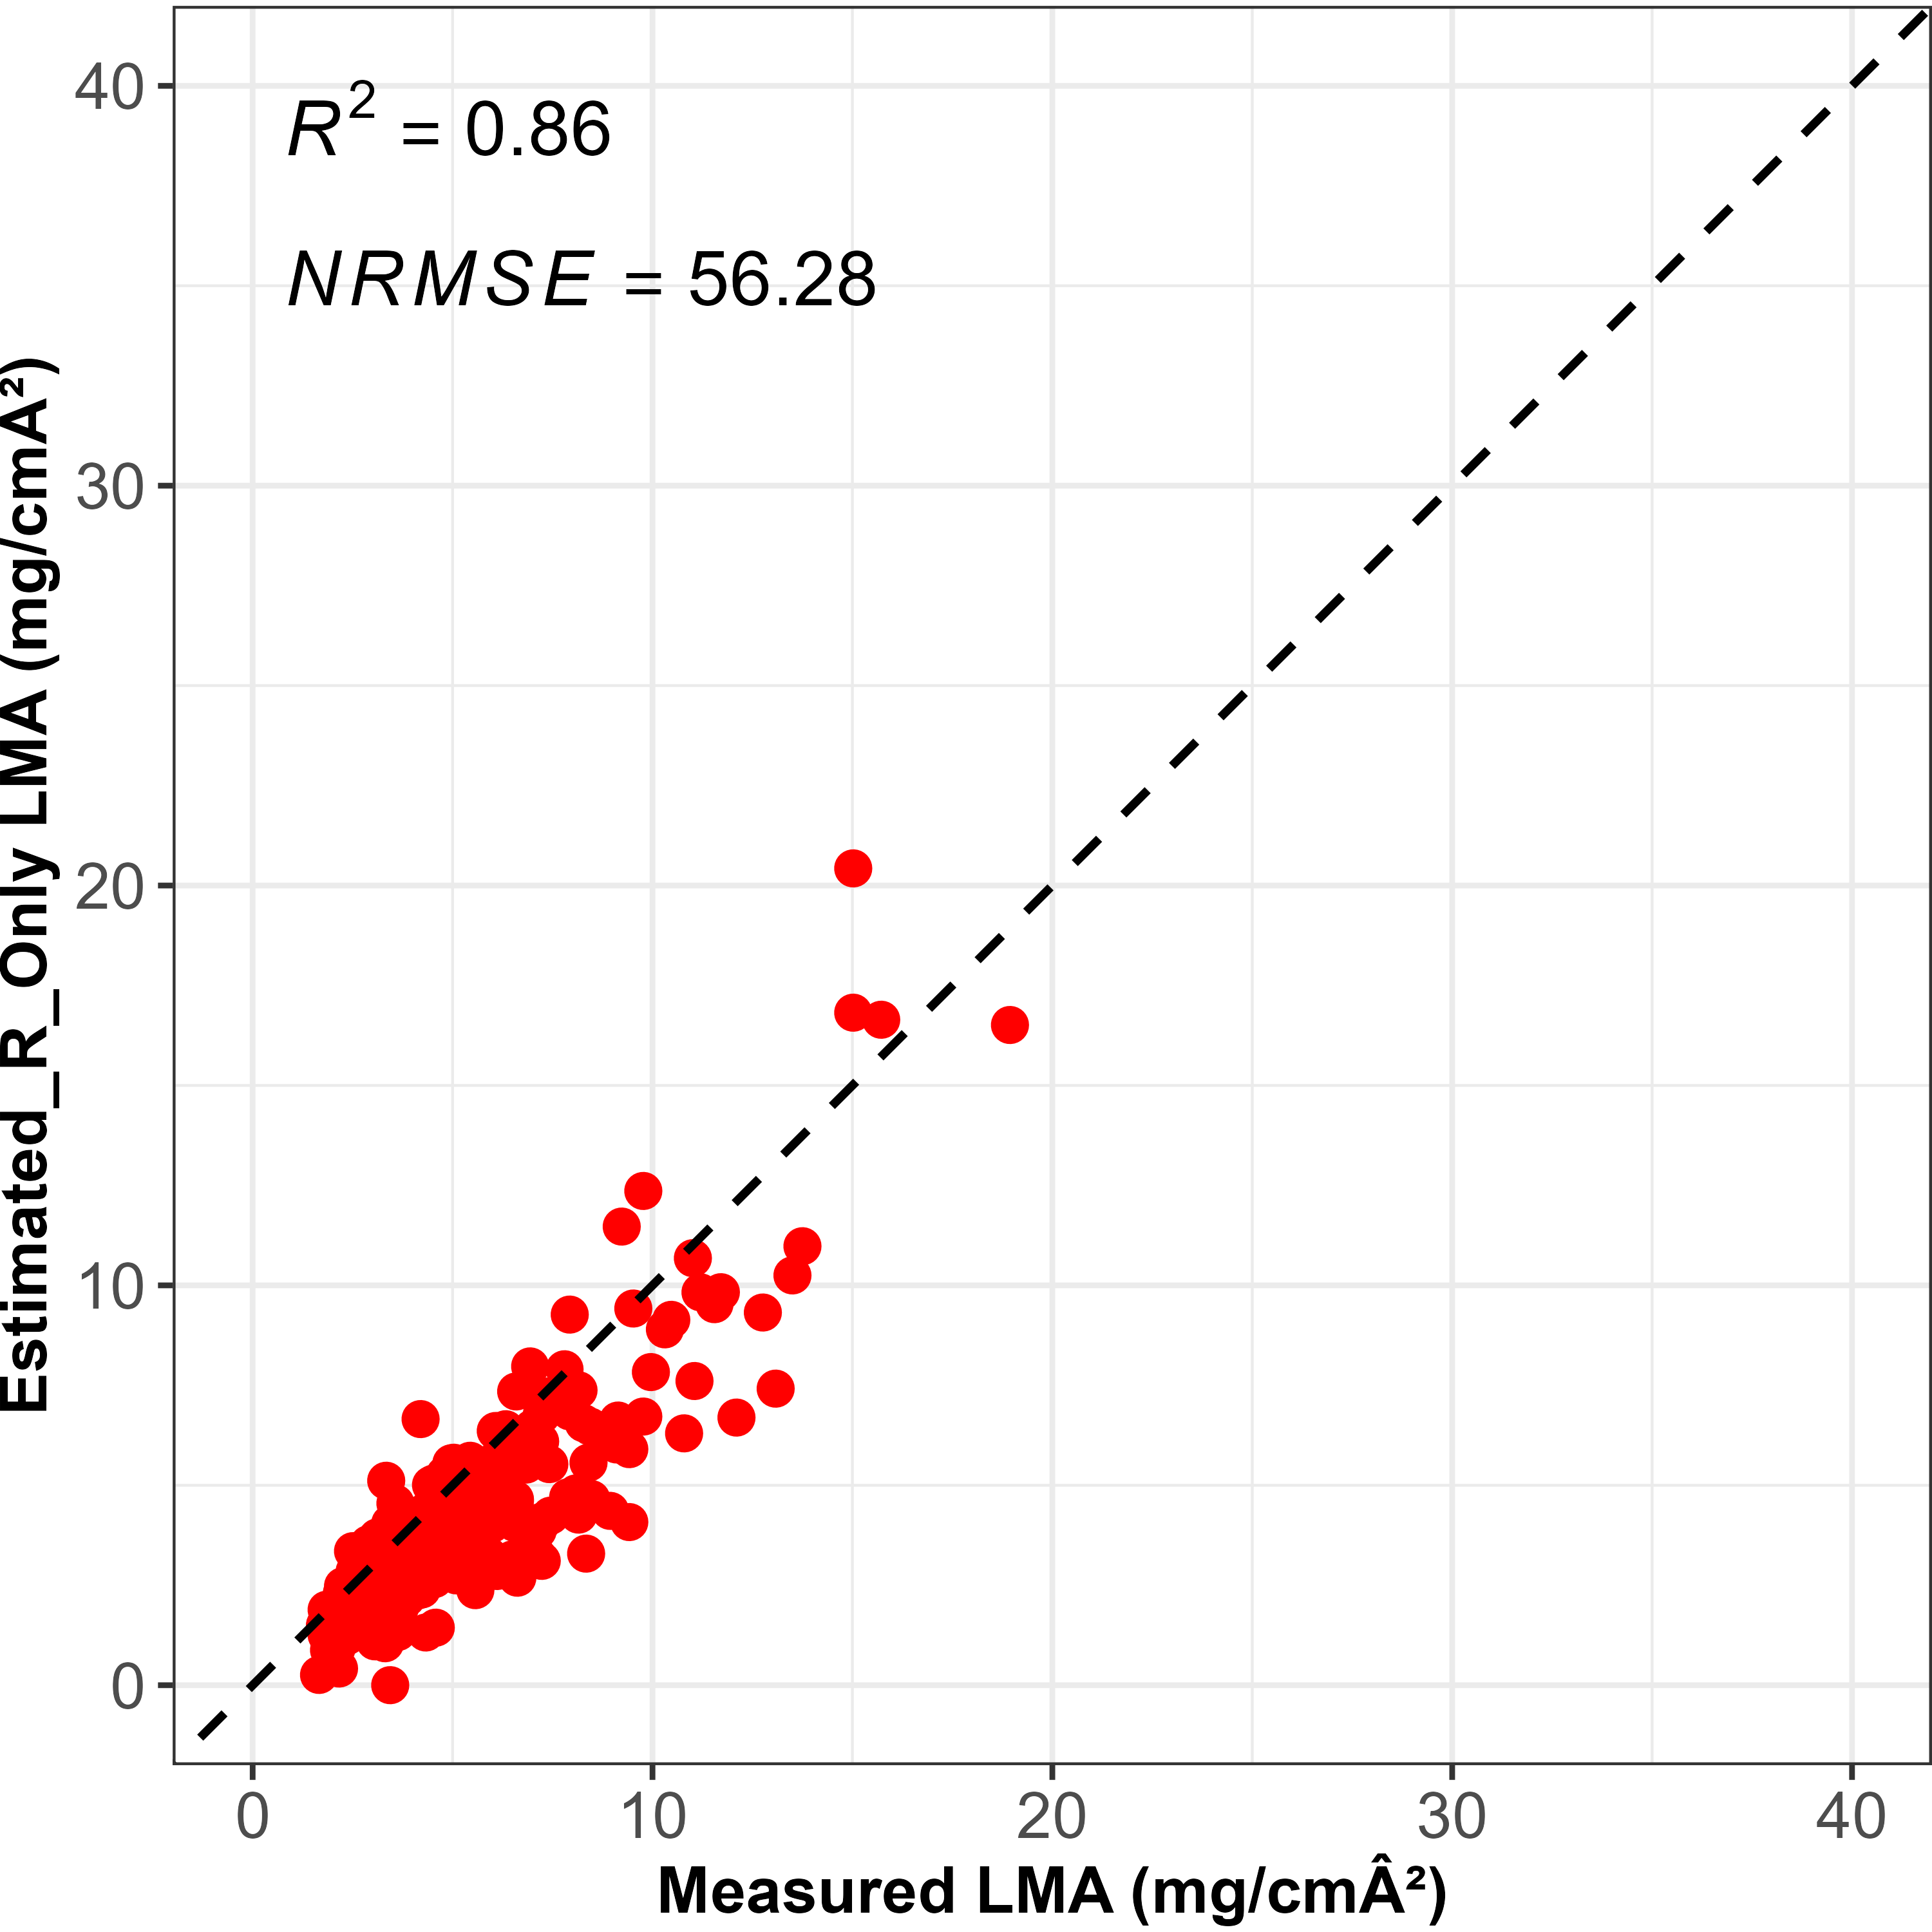 R² = 0.86
NRMSE = 56.28
Estimated_R_Only LMA (mg/cmÂ²)
40
30
20
10
0
0 10 20 30 40
Measured LMA (mg/cmÂ²)